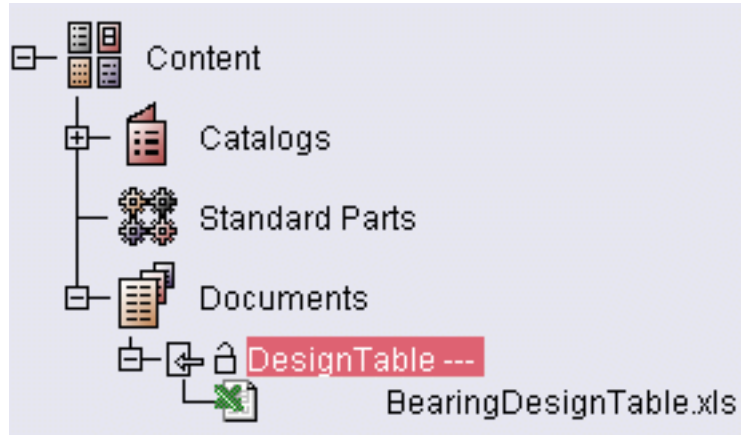 Content
Catalogs
Standard Parts
Documents
DesignTable ---
BearingDesignTable.xls